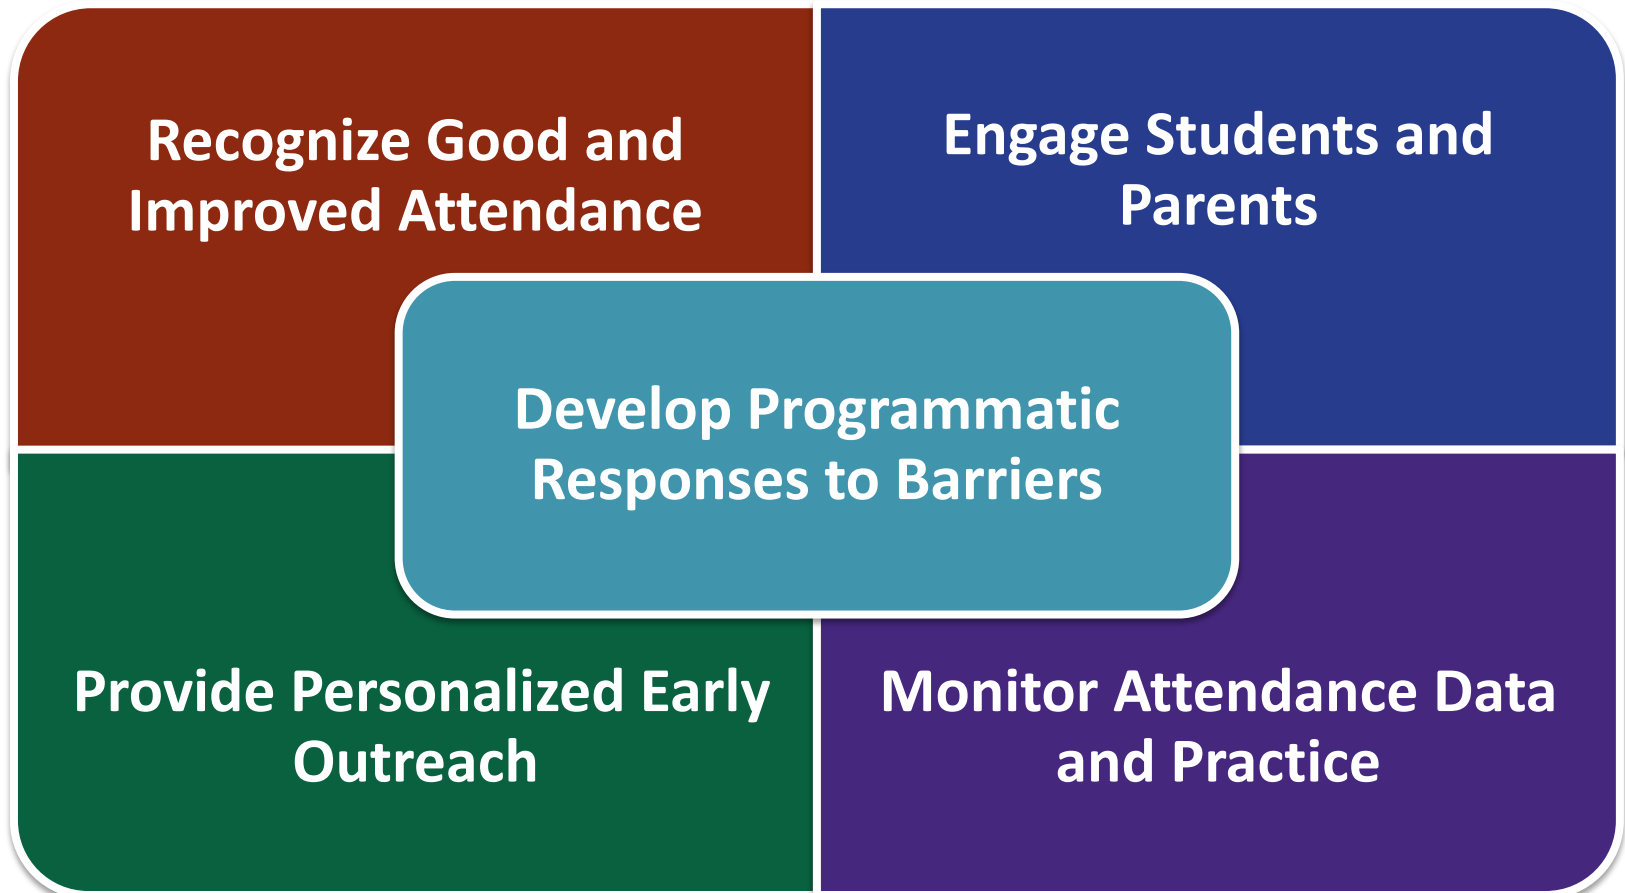 Recognize Good and
Improved Attendance
Engage Students and
Parents
Develop Programmatic
Responses to Barriers
Provide Personalized Early
Outreach
Monitor Attendance Data
and Practice